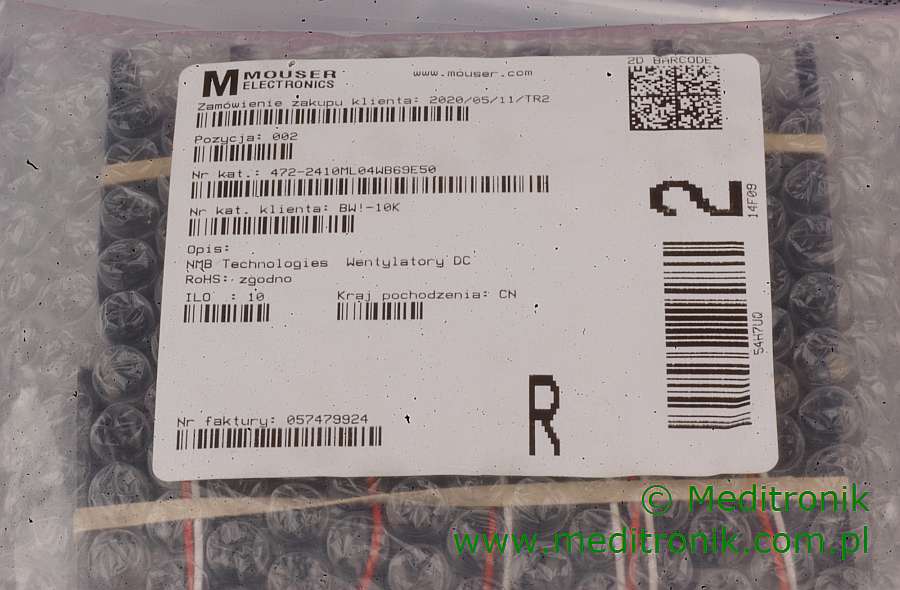 MOUSER
ELECTRONICS
www.mouser.com
2D BARCODE
Zamówienie zakupu klienta: 2020/05/11/TR2
Pozycja: 002
Nr kat.: 472-2410ML04WB69E50
Nr kat. klienta: BW!-10K
Opis:
NMB Technologies Wentylatory DC
RoHS: zgodno
ILO : 10
Kraj pochodzenia: CN
Nr faktury: 057479924
R
2
14F09
54H7UQ
© Meditronik
www.meditronik.com.pl